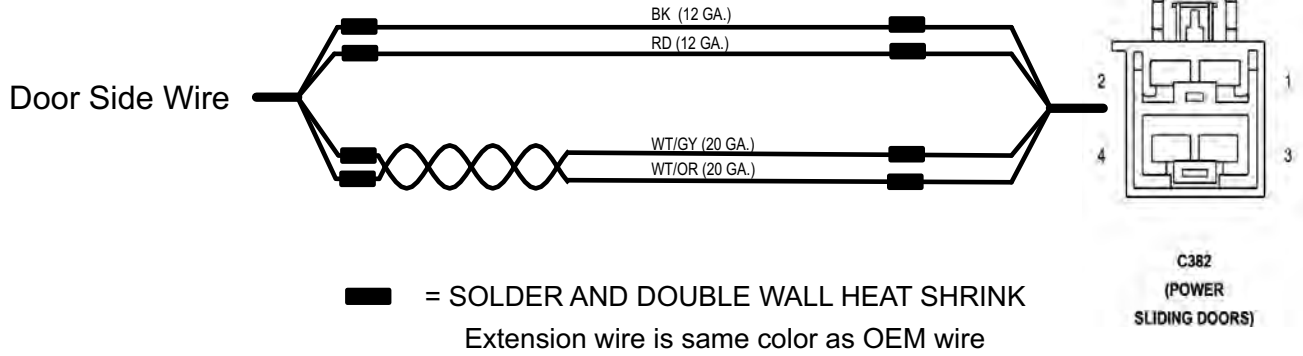 BK (12 GA.)
RD (12 GA.)
Door Side Wire
WT/GY (20 GA.)
WT/OR (20 GA.)
2
1
4
3
C382
(POWER
SLIDING DOORS)
= SOLDER AND DOUBLE WALL HEAT SHRINK
Extension wire is same color as OEM wire